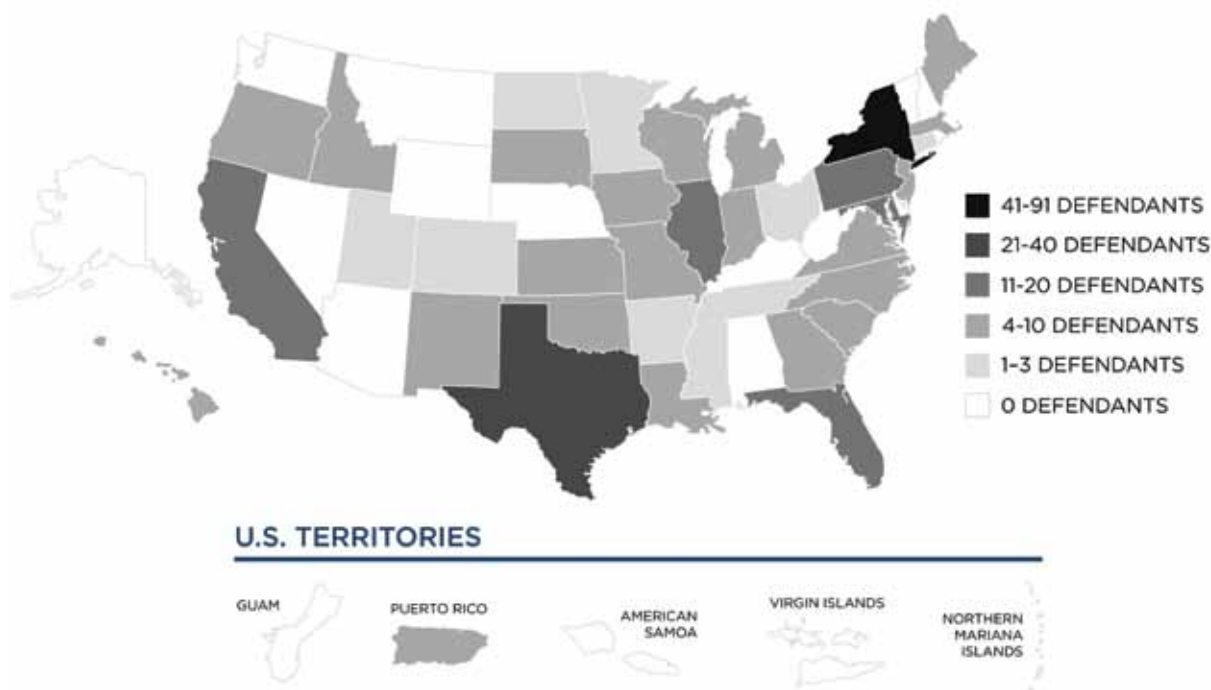 41-91 DEFENDANTS
21-40 DEFENDANTS
11-20 DEFENDANTS
4-10 DEFENDANTS
1-3 DEFENDANTS
0 DEFENDANTS
U.S. TERRITORIES
GUAM
PUERTO RICO
AMERICAN
SAMOA
VIRGIN ISLANDS
NORTHERN
MARIANA
ISLANDS